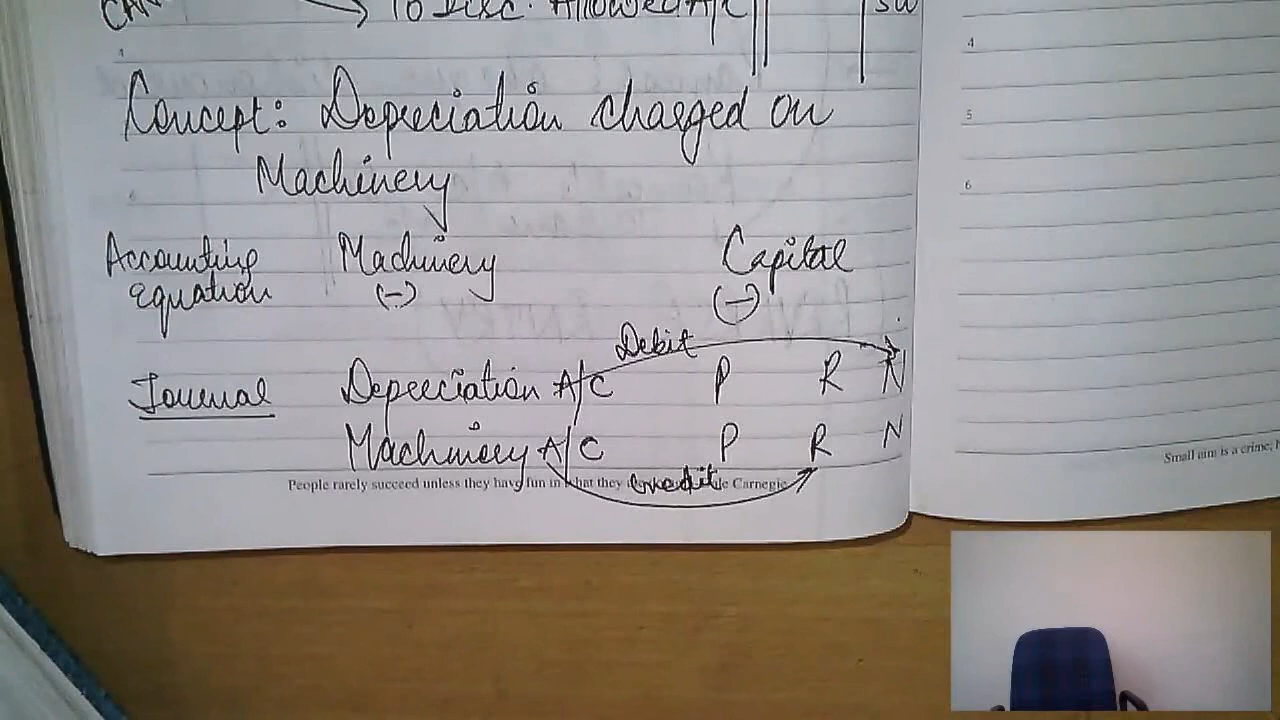 To Disc. Allowed A/C
4
Concept: Depreciation charged on
5
Machinery
6
Accounting Machinery Capital
equation (-) (-)
Debit
Journal Depreciation A/C P R N
Machinery A/C P R N
credit
People rarely succeed unless they have fun in what they Carnegie
Small aim is a crime;